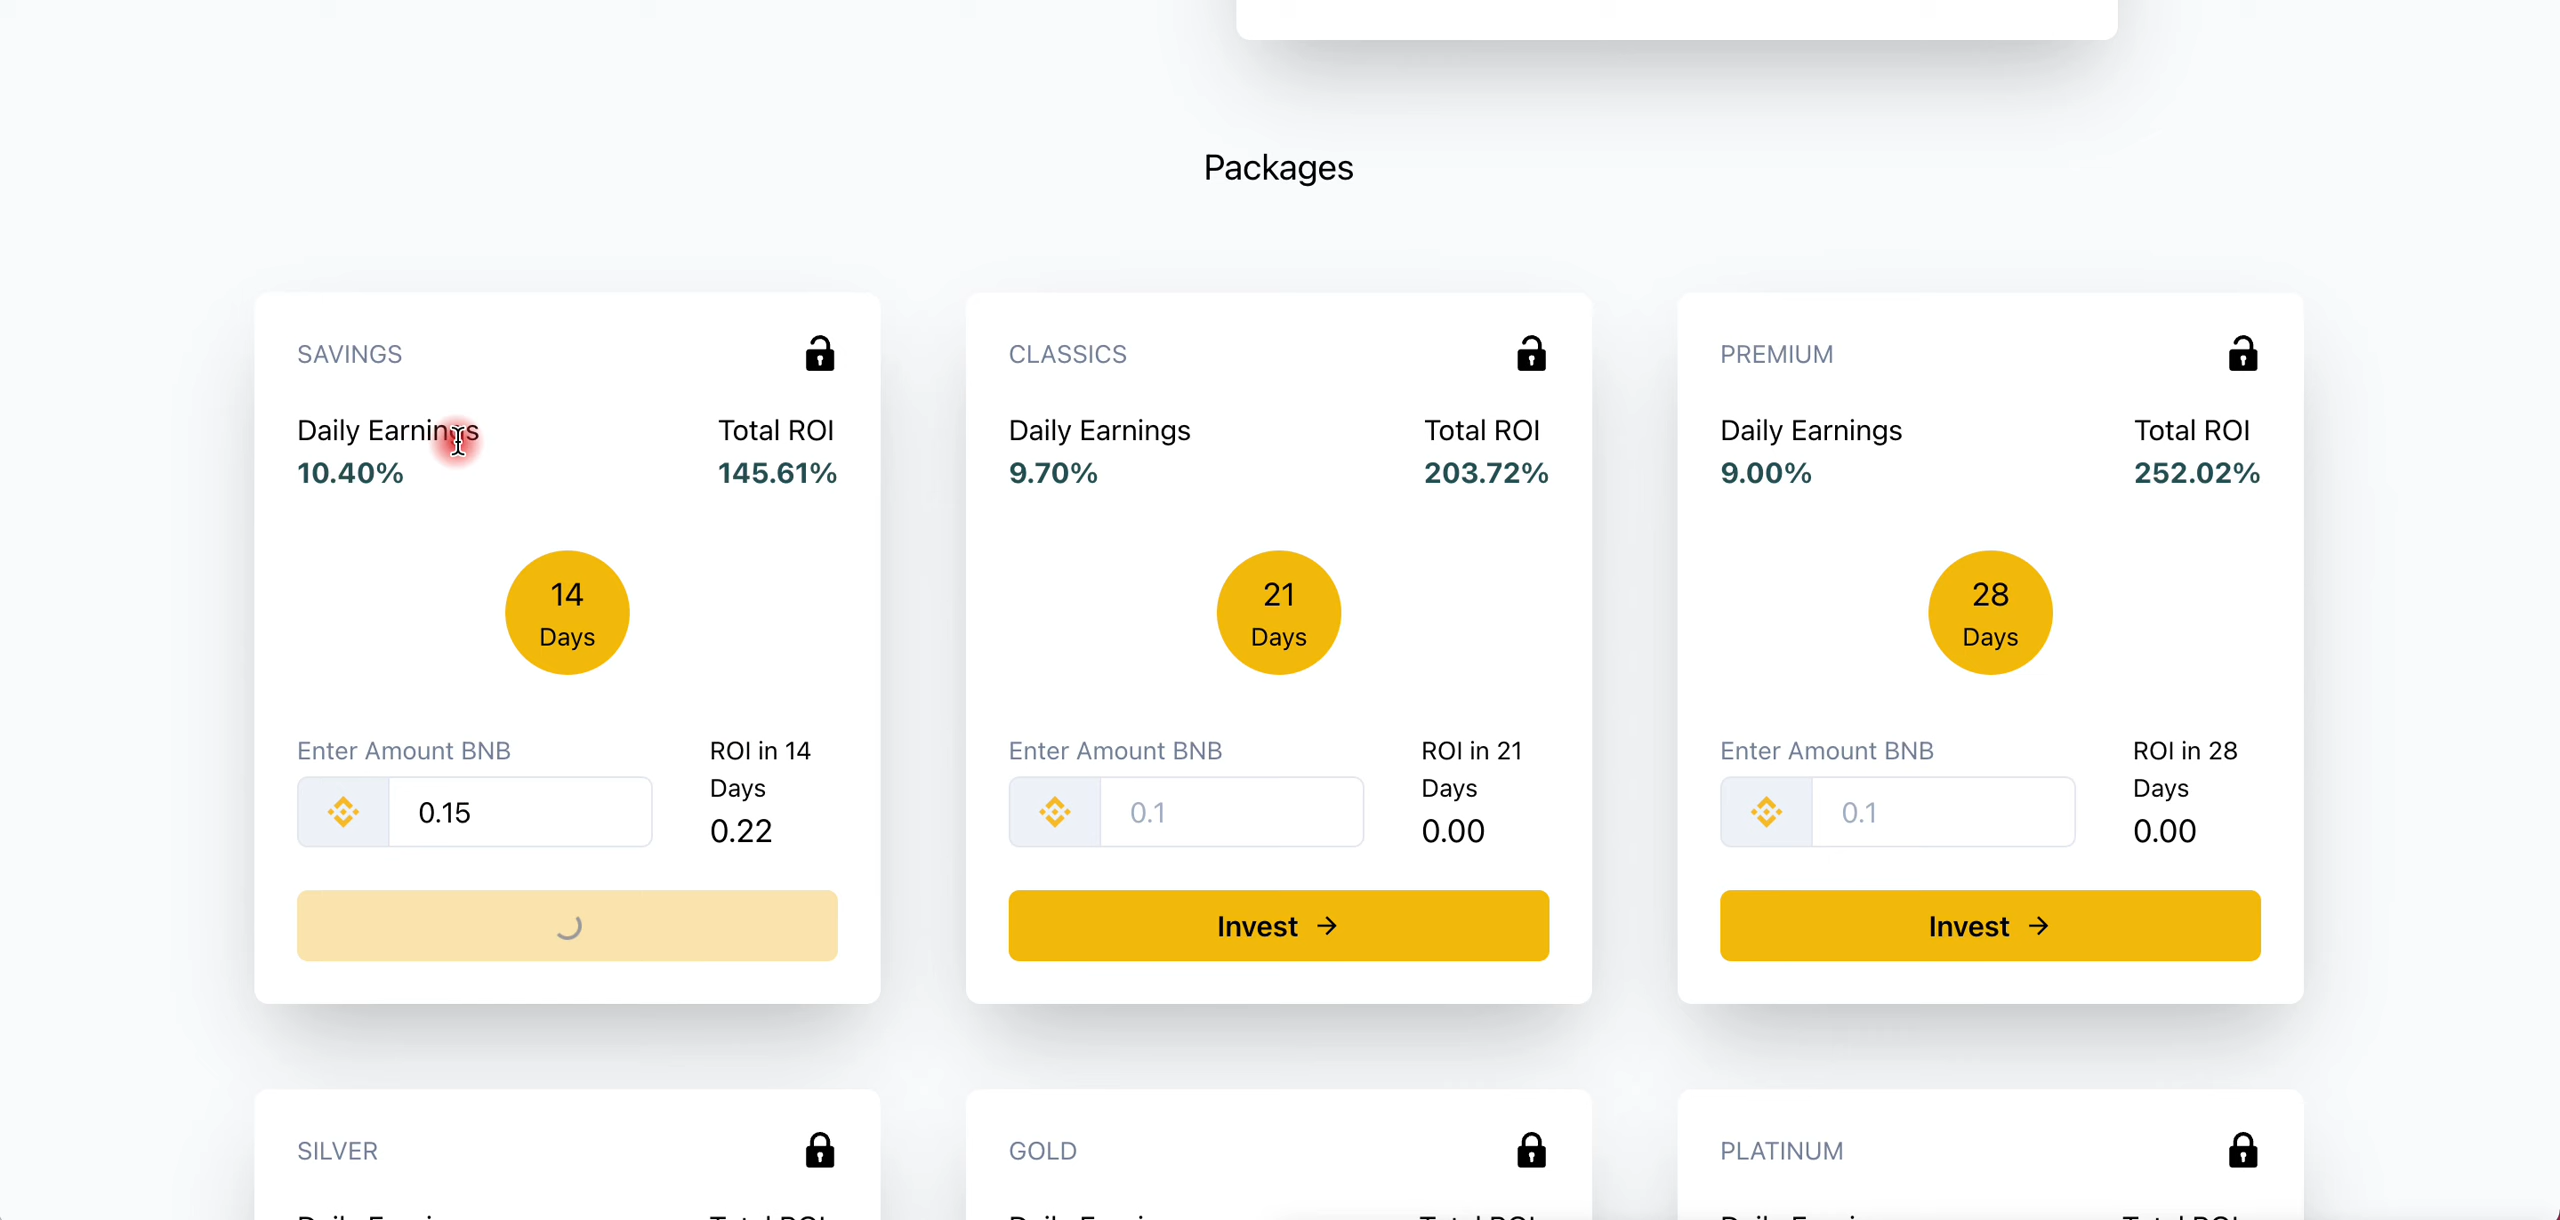 Packages
SAVINGS
Daily Earnings
Total ROI
10.40%
145.61%
14
Days
Enter Amount BNB
ROI in 14
Days
0.15
0.22
CLASSICS
Daily Earnings
Total ROI
9.70%
203.72%
21
Days
Enter Amount BNB
ROI in 21
Days
0.1
0.00
Invest →
PREMIUM
Daily Earnings
Total ROI
9.00%
252.02%
28
Days
Enter Amount BNB
ROI in 28
Days
0.1
0.00
Invest →
SILVER
GOLD
PLATINUM